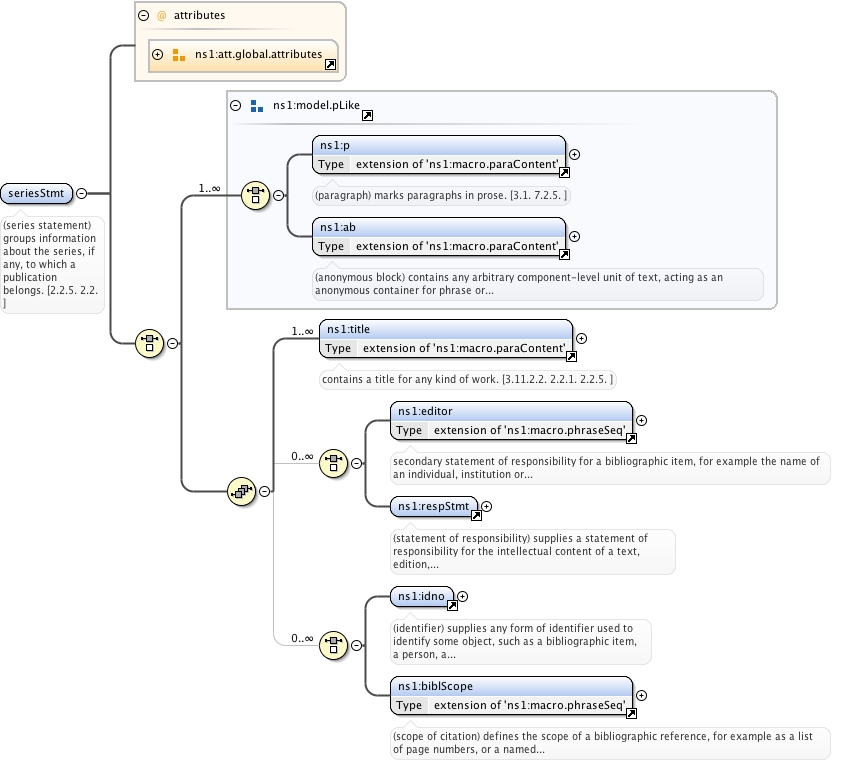 @ attributes
ns1:att.global.attributes
ns1:model.pLike
ns1:p
Type extension of 'ns1:macro.paraContent'
(paragraph) marks paragraphs in prose. [3.1. 7.2.5. ]
1..∞
seriesStmt
(series statement)
groups information
about the series, if
any, to which a
publication
belongs. [2.2.5. 2.2.
]
ns1:ab
Type extension of 'ns1:macro.paraContent'
(anonymous block) contains any arbitrary component-level unit of text, acting as an
anonymous container for phrase or...
1..∞
ns1:title
Type extension of 'ns1:macro.paraContent'
contains a title for any kind of work. [3.11.2.2. 2.2.1. 2.2.5. ]
0..∞
ns1:editor
Type extension of 'ns1:macro.phraseSeq'
secondary statement of responsibility for a bibliographic item, for example the name of
an individual, institution or...
ns1:respStmt
(statement of responsibility) supplies a statement of
responsibility for the intellectual content of a text,
edition,...
0..∞
ns1:idno
(identifier) supplies any form of identifier used to
identify some object, such as a bibliographic item,
a person, a...
ns1:biblScope
Type extension of 'ns1:macro.phraseSeq'
(scope of citation) defines the scope of a bibliographic reference, for example as a list
of page numbers, or a named...